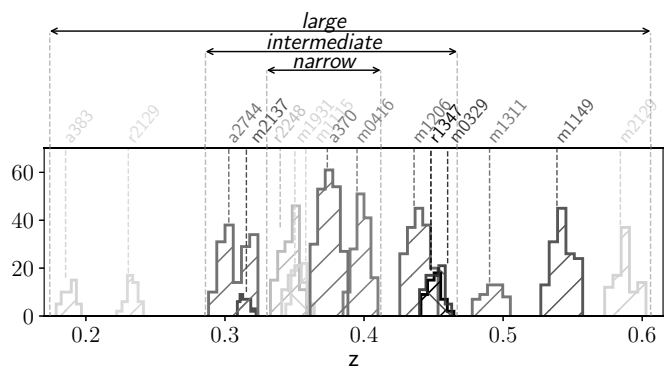 large
intermediate
narrow
a383
r2129
a2744
m2137
r2248
m1931
m1115
a370
m0416
m1206
r1347
m0329
m1311
m1149
m2129
60
40
20
0
0.2 0.3 0.4 0.5 0.6
z